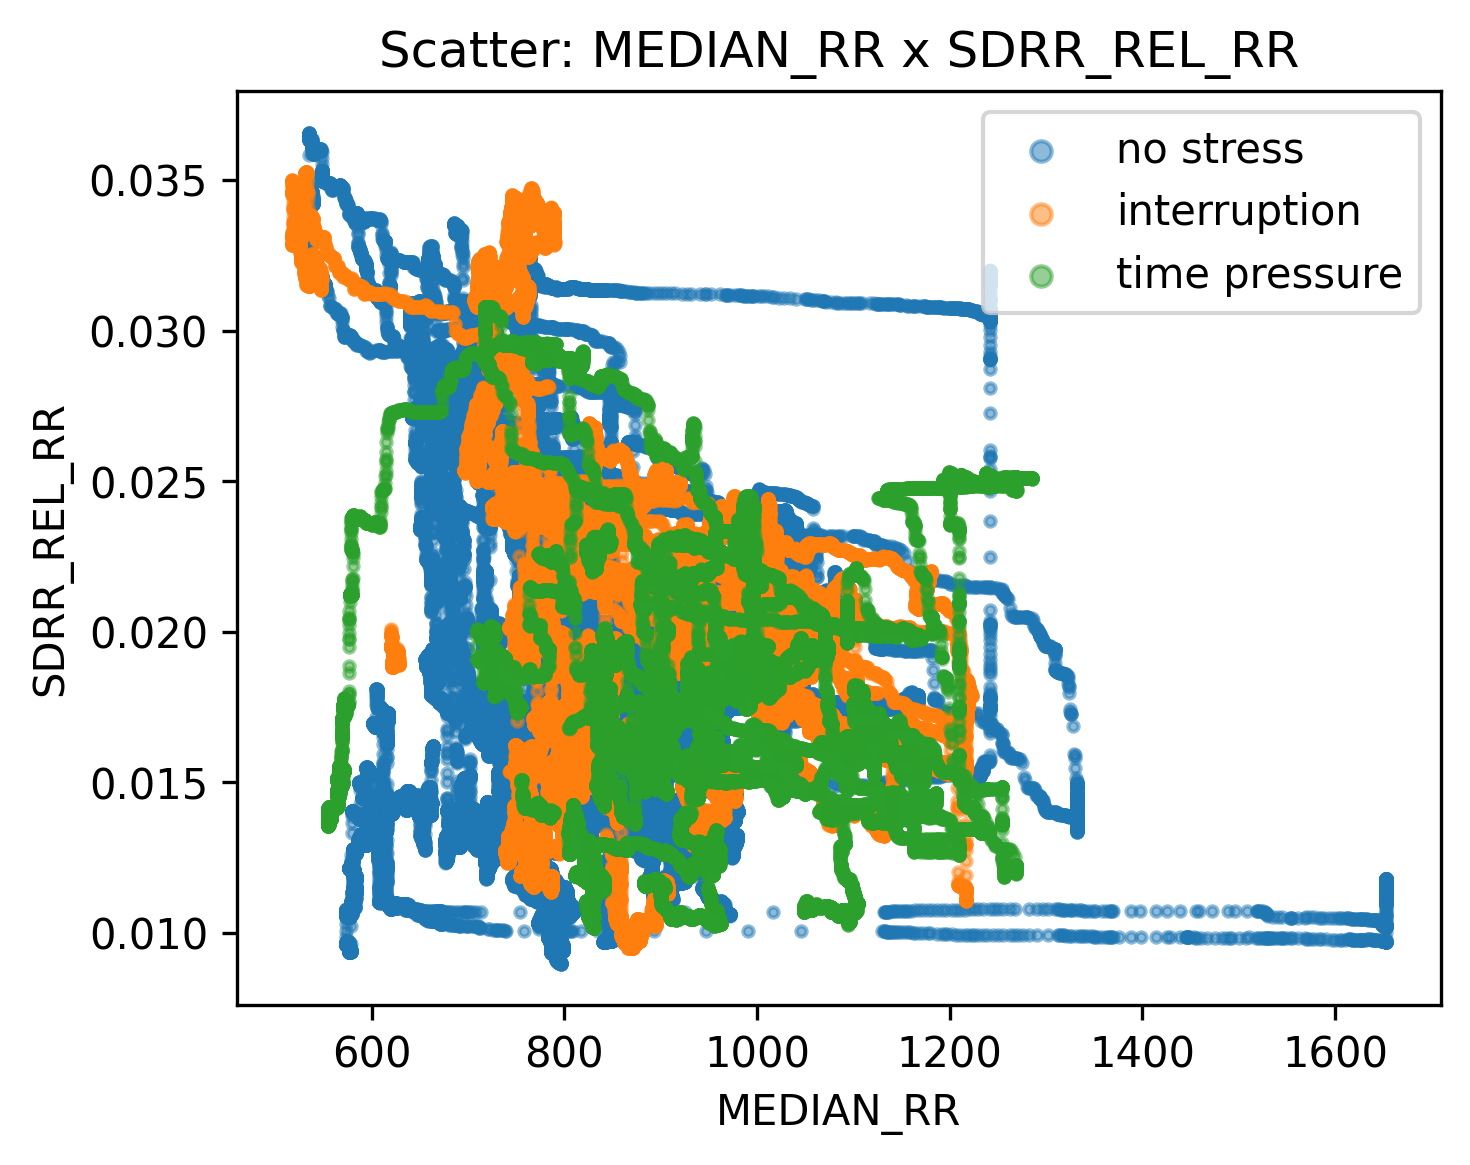 Scatter: MEDIAN_RR x SDRR_REL_RR
no stress
interruption
time pressure
0.035
0.030
0.025
0.020
0.015
0.010
SDRR_REL_RR
600 800 1000 1200 1400 1600
MEDIAN_RR